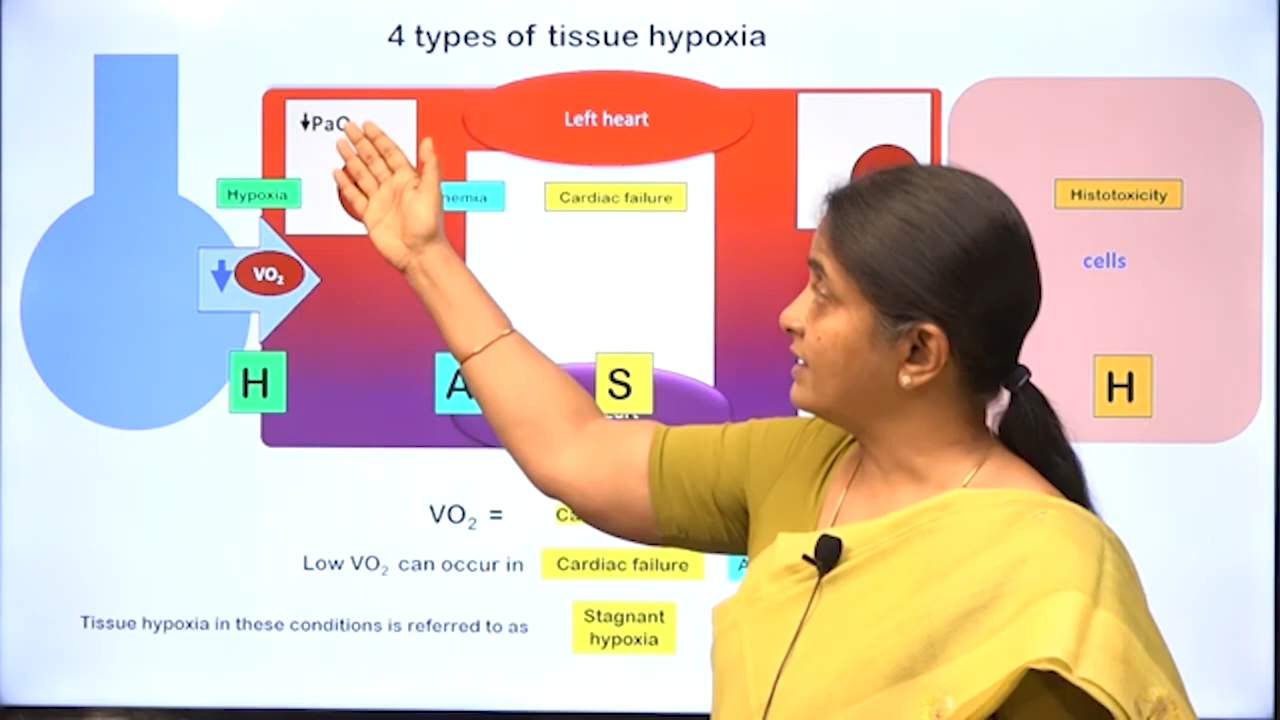 4 types of tissue hypoxia
↓PaO
Left heart
Hypoxia
Cardiac failure
Histotoxicity
cells
↓ VO₂
H
A
S
H
VO₂ =
Low VO₂ can occur in Cardiac failure
Tissue hypoxia in these conditions is referred to as
Stagnant
hypoxia